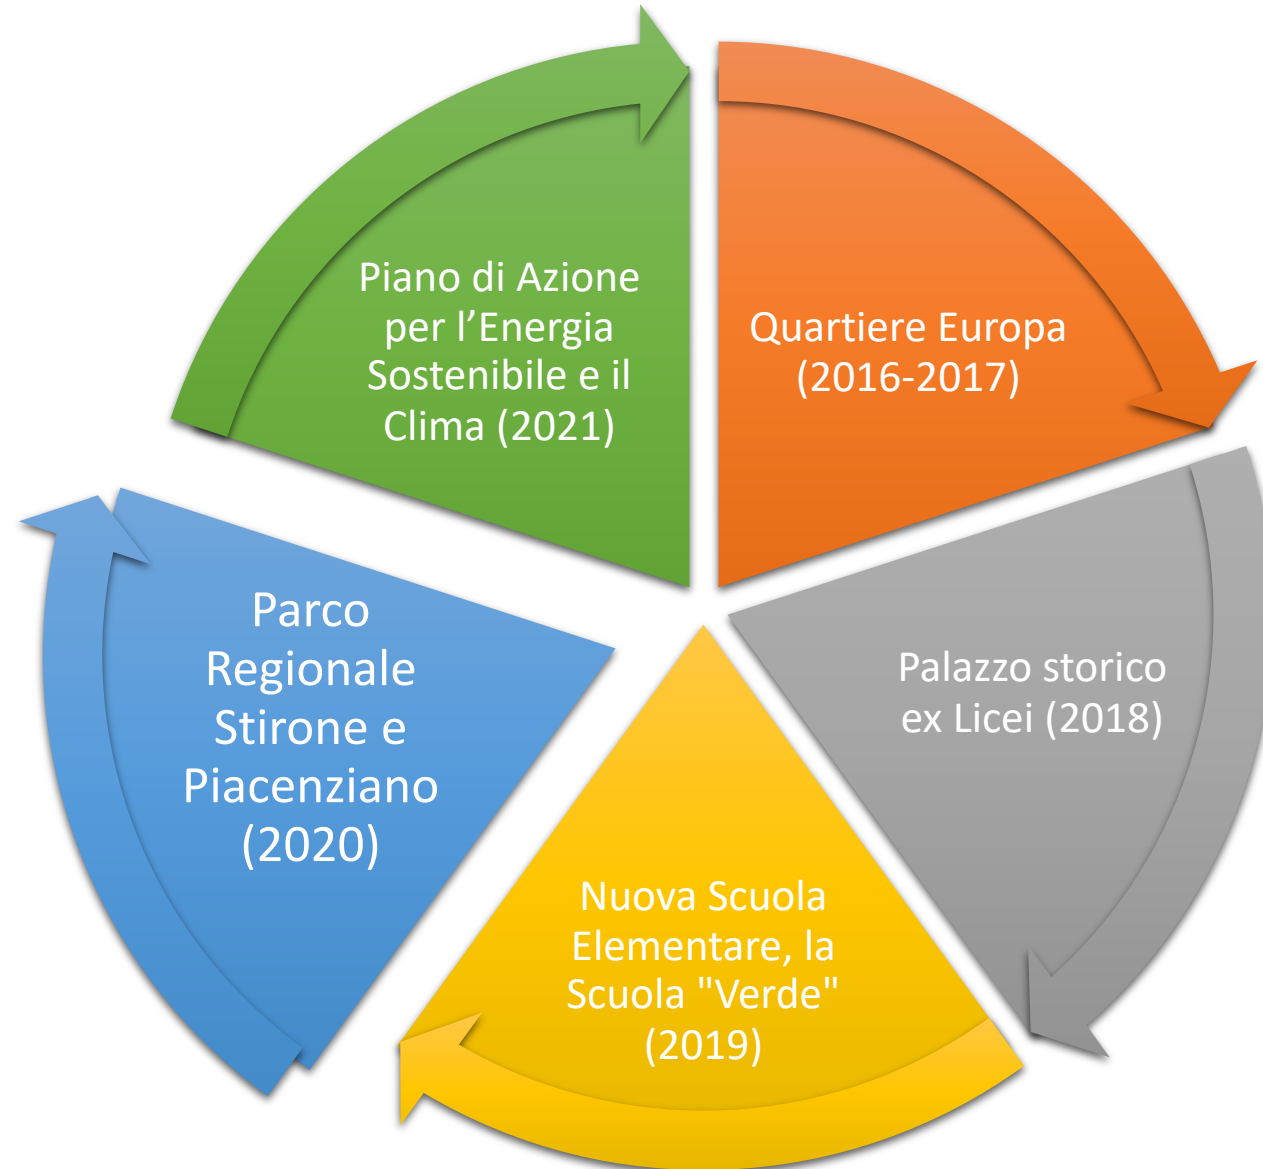 Piano di Azione
per l’Energia
Sostenibile e il
Clima (2021)
Quartiere Europa
(2016-2017)
Palazzo storico
ex Licei (2018)
Nuova Scuola
Elementare, la
Scuola "Verde"
(2019)
Parco
Regionale
Stirone e
Piacenziano
(2020)